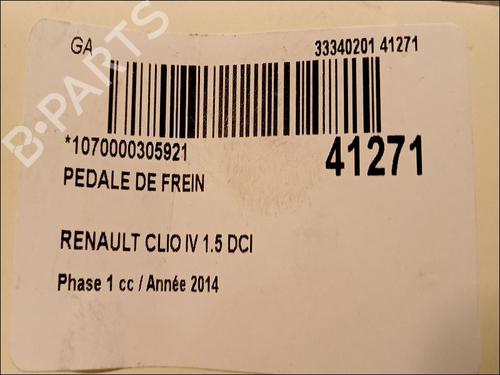 GA 33340201 41271
*1070000305921 41271
PEDALE DE FREIN
RENAULT CLIO IV 1.5 DCI
Phase 1 cc / Année 2014
B-PARTS